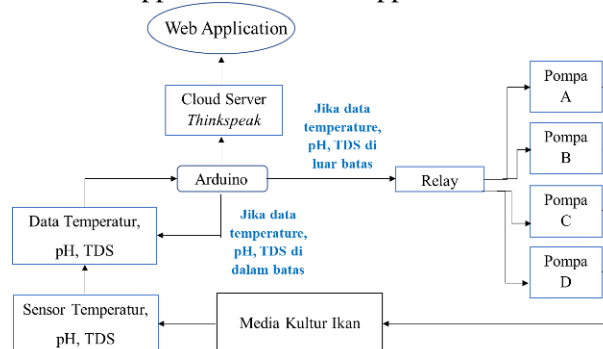 Web Application
Cloud Server
Thinkspeak
Jika data
temperature,
pH, TDS di
luar batas
Pompa
A
Pompa
B
Arduino
Relay
Data Temperatur,
pH, TDS
Jika data
temperature,
pH, TDS di
dalam batas
Pompa
C
Pompa
D
Sensor Temperatur,
pH, TDS
Media Kultur Ikan